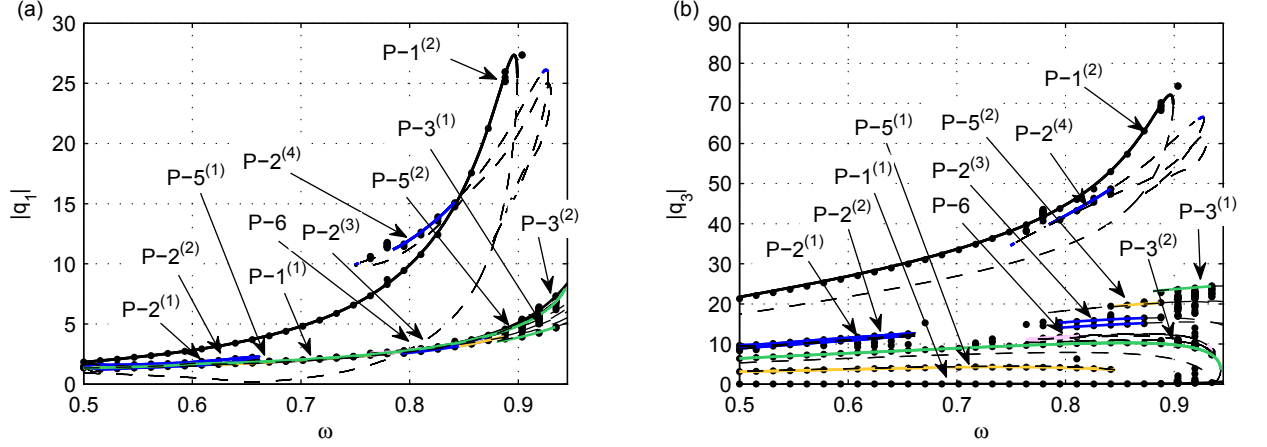 (a)
|q₁|
30
25
20
15
10
5
0
P−1⁽²⁾
P−3⁽¹⁾
P−2⁽⁴⁾
P−5⁽¹⁾
P−5⁽²⁾
P−6
P−2⁽³⁾
P−3⁽²⁾
P−2⁽²⁾
P−1⁽¹⁾
P−2⁽¹⁾
0.5 0.6 0.7 0.8 0.9
ω
(b)
|q₃|
90
80
70
60
50
40
30
20
10
0
P−1⁽²⁾
P−5⁽²⁾
P−5⁽¹⁾
P−2⁽⁴⁾
P−1⁽¹⁾
P−2⁽³⁾
P−2⁽²⁾
P−6
P−3⁽¹⁾
P−2⁽¹⁾
P−3⁽²⁾
0.5 0.6 0.7 0.8 0.9
ω